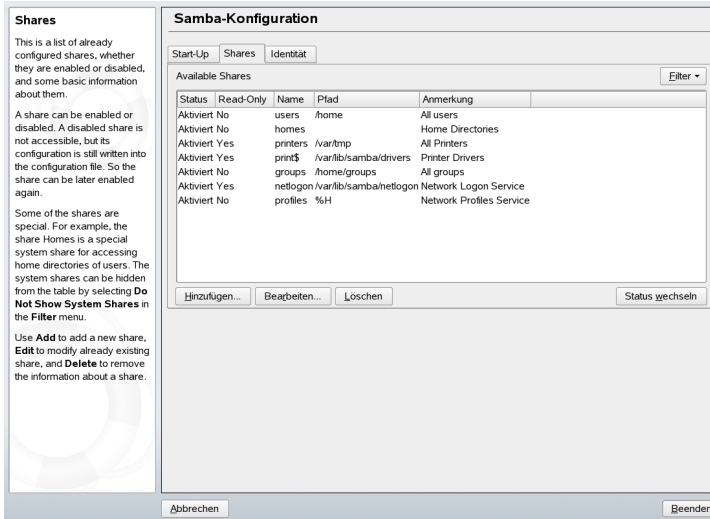 Shares
This is a list of already
configured shares, whether
they are enabled or disabled,
and some basic information
about them.
A share can be enabled or
disabled. A disabled share is
not accessible, but its
configuration is still written into
the configuration file. So the
share can be later enabled
again.
Some of the shares are
special. For example, the
share Homes is a special
system share for accessing
home directories of users. The
system shares can be hidden
from the table by selecting Do
Not Show System Shares in
the Filter menu.
Use Add to add a new share,
Edit to modify already existing
share, and Delete to remove
the information about a share.
Samba-Konfiguration
Start-Up Shares Identität
Available Shares Filter
Status Read-Only Name Pfad Anmerkung
Aktiviert No users /home All users
Aktiviert No homes Home Directories
Aktiviert Yes printers /var/tmp All Printers
Aktiviert Yes print$ /var/lib/samba/drivers Printer Drivers
Aktiviert No groups /home/groups All groups
Aktiviert Yes netlogon /var/lib/samba/netlogon Network Logon Service
Aktiviert No profiles %H Network Profiles Service
Hinzufügen... Bearbeiten... Löschen Status wechseln
Abbrechen Beenden